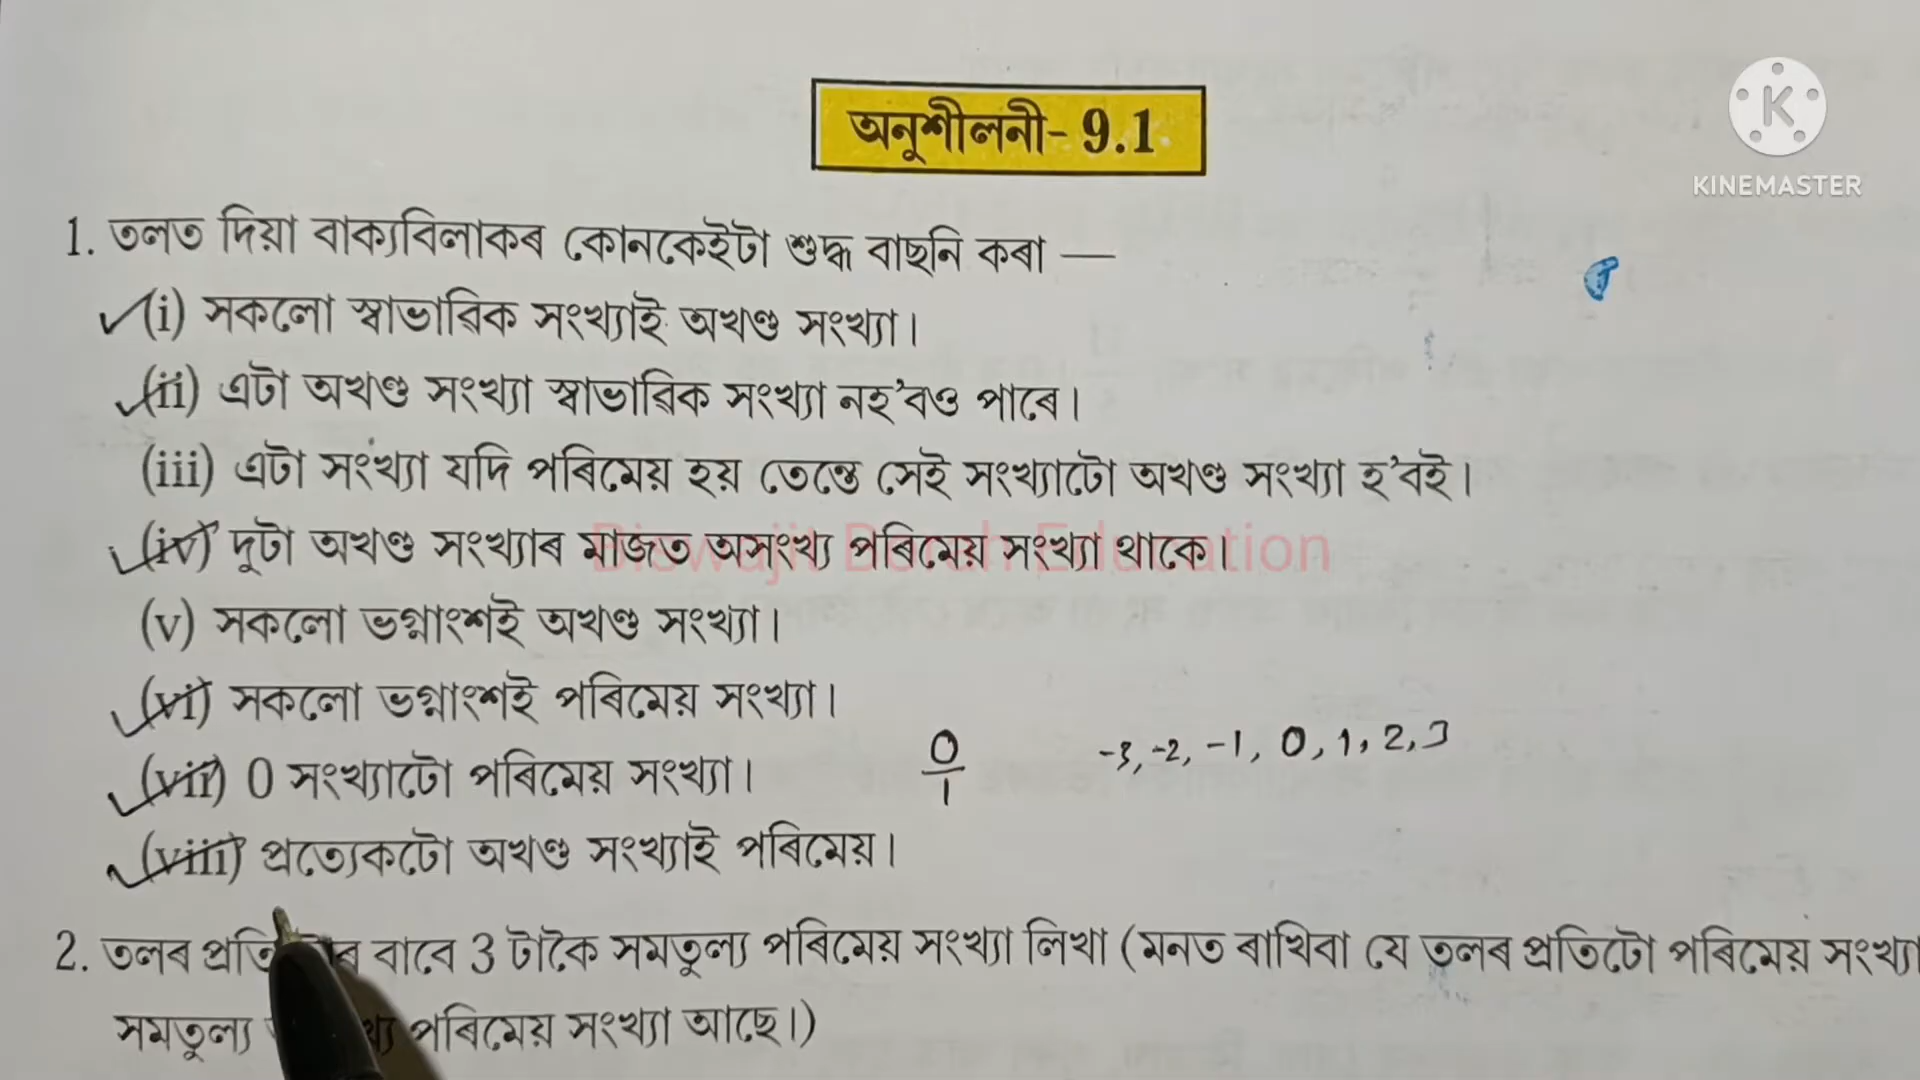 অনুশীলনী- 9.1
KINEMASTER
1. তলত দিয়া বাক্যবিলাকৰ কোনকেইটা শুদ্ধ বাছনি কৰা —
(i) সকলো স্বাভাৱিক সংখ্যাই অখণ্ড সংখ্যা।
(ii) এটা অখণ্ড সংখ্যা স্বাভাৱিক সংখ্যা নহ'বও পাৰে।
(iii) এটা সংখ্যা যদি পৰিমেয় হয় তেন্তে সেই সংখ্যাটো অখণ্ড সংখ্যা হ'বই।
(iv) দুটা অখণ্ড সংখ্যাৰ মাজত অসংখ্য পৰিমেয় সংখ্যা থাকে।
Biswajit Borah Education
(v) সকলো ভগ্নাংশই অখণ্ড সংখ্যা।
(vi) সকলো ভগ্নাংশই পৰিমেয় সংখ্যা।
(vii) 0 সংখ্যাটো পৰিমেয় সংখ্যা।
0/1
-3, -2, -1, 0, 1, 2, 3
(viii) প্ৰত্যেকটো অখণ্ড সংখ্যাই পৰিমেয়।
2. তলৰ বাবে 3 টাকৈ সমতুল্য পৰিমেয় সংখ্যা লিখা (মনত ৰাখিবা যে তলৰ প্ৰতিটো পৰিমেয় সংখ্যা
সমতুল্য পৰিমেয় সংখ্যা আছে।)